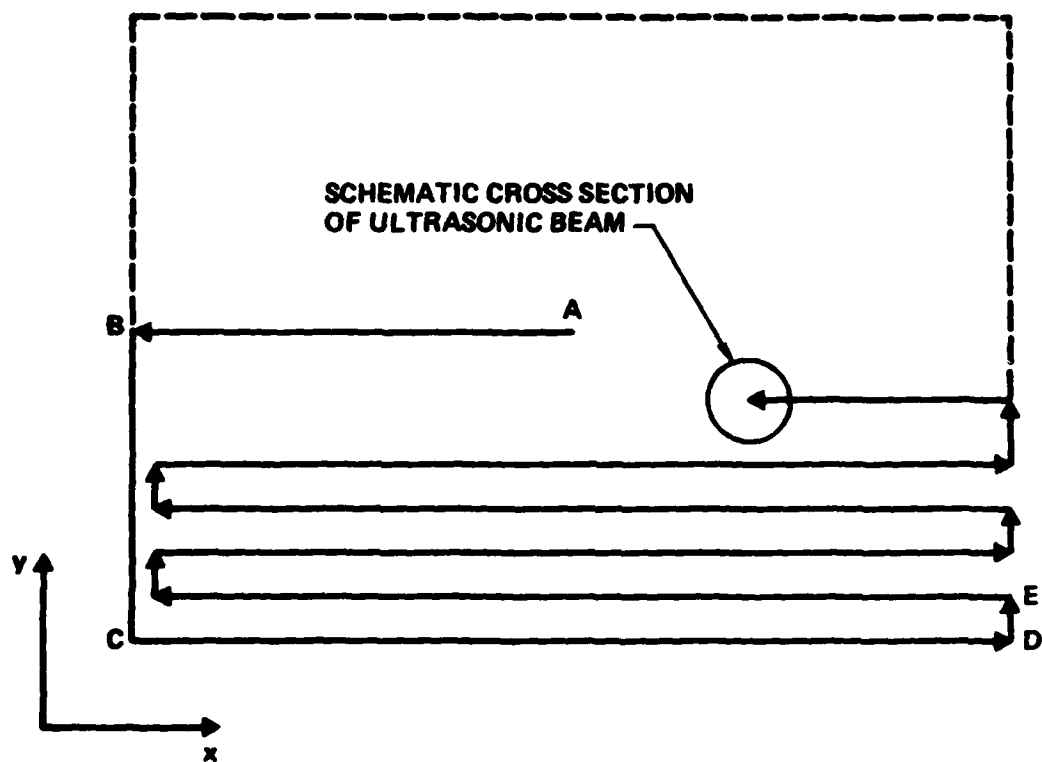 SCHEMATIC CROSS SECTION
OF ULTRASONIC BEAM
A
B
y
E
C
D
x